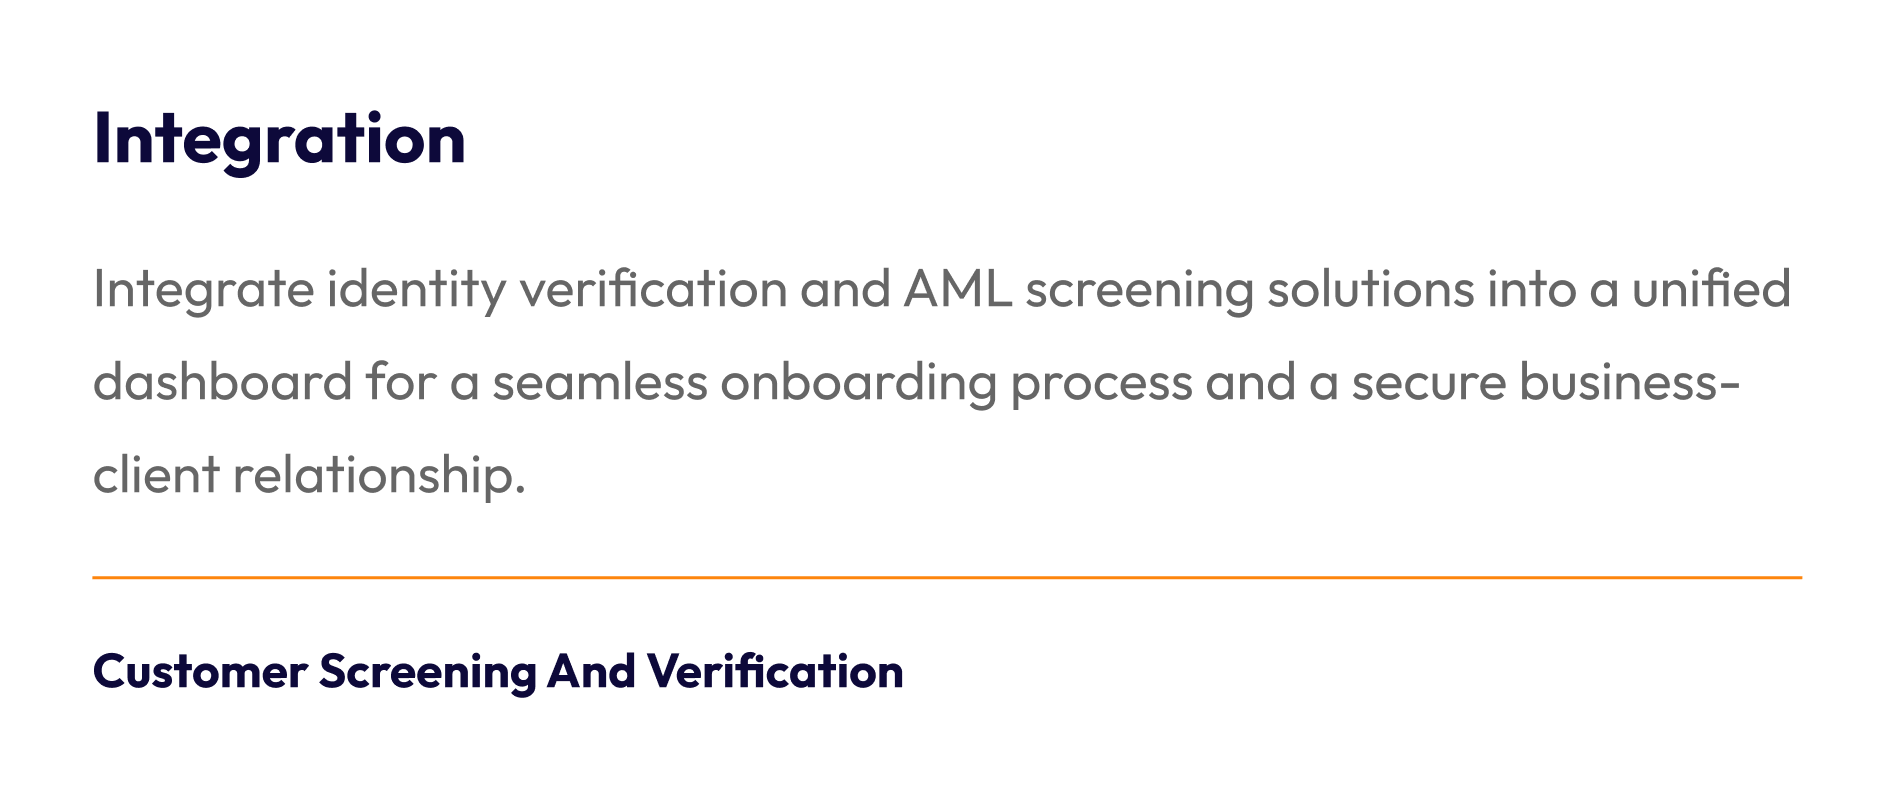 Integration
Integrate identity verification and AML screening solutions into a unified
dashboard for a seamless onboarding process and a secure business-
client relationship.
Customer Screening And Verification